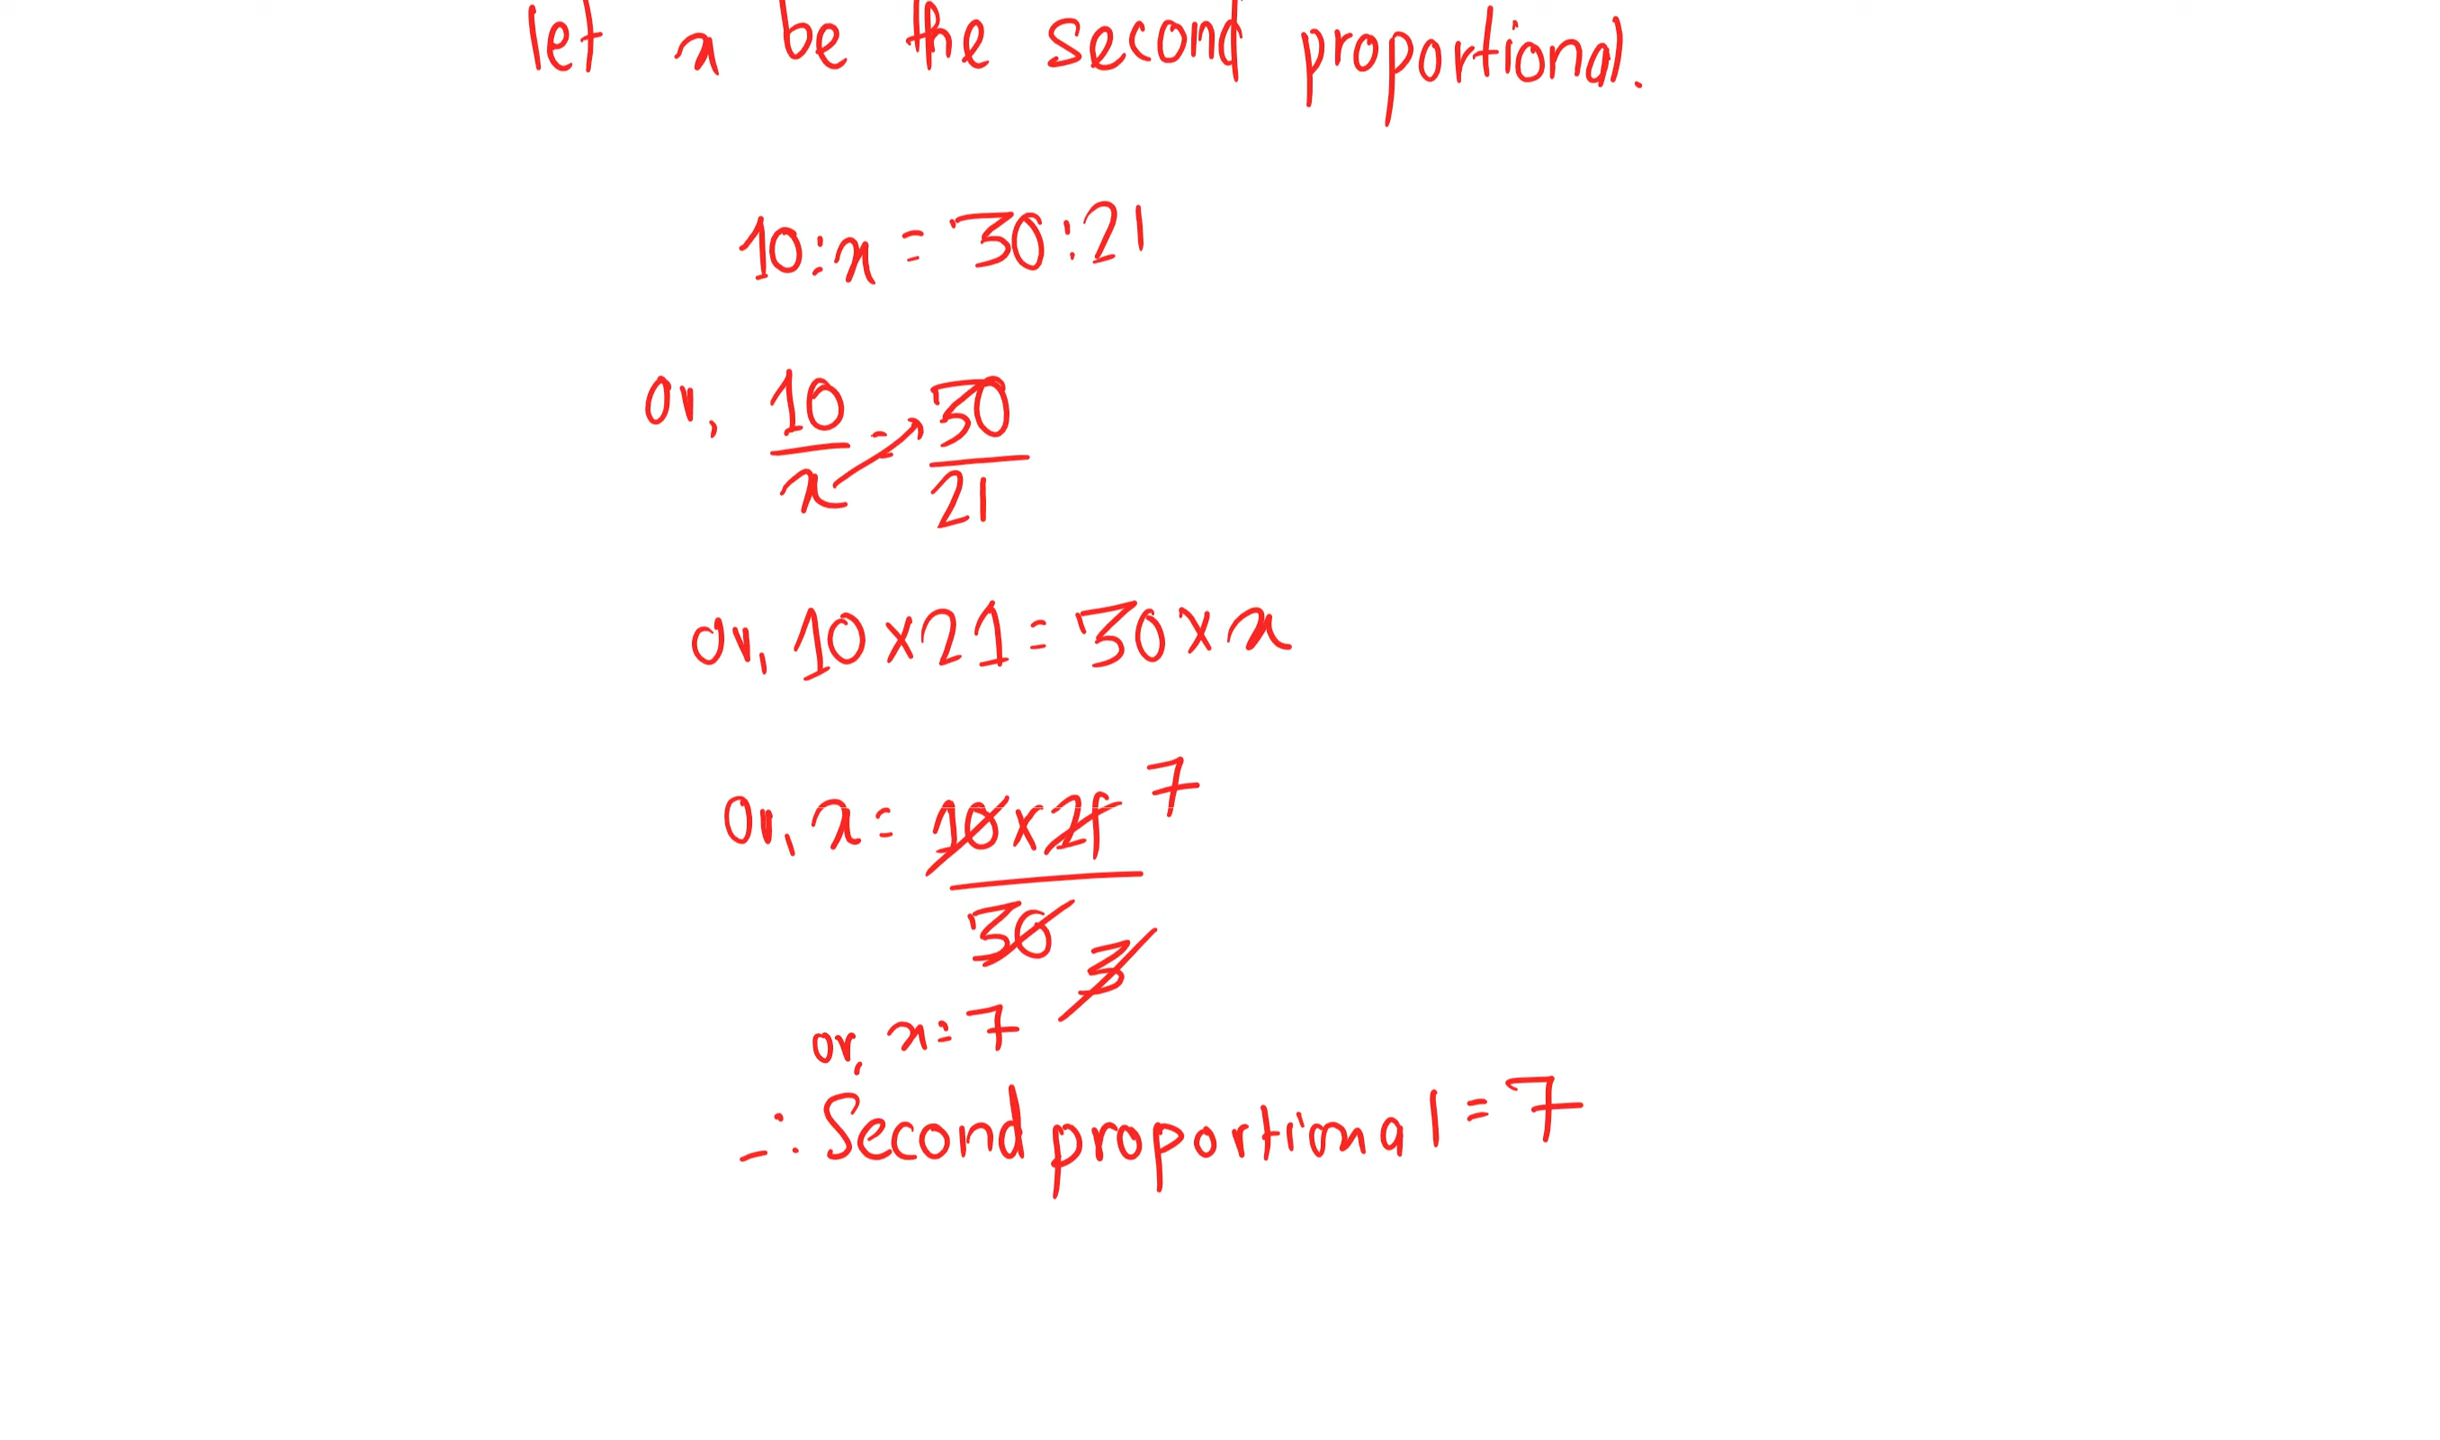 let x be the second proportional.
10:x = 30:21
or, 10/x = 30/21
or, 10×21 = 30×x
or, x = 10×21 7
30 3
or, x = 7
∴ Second proportional = 7